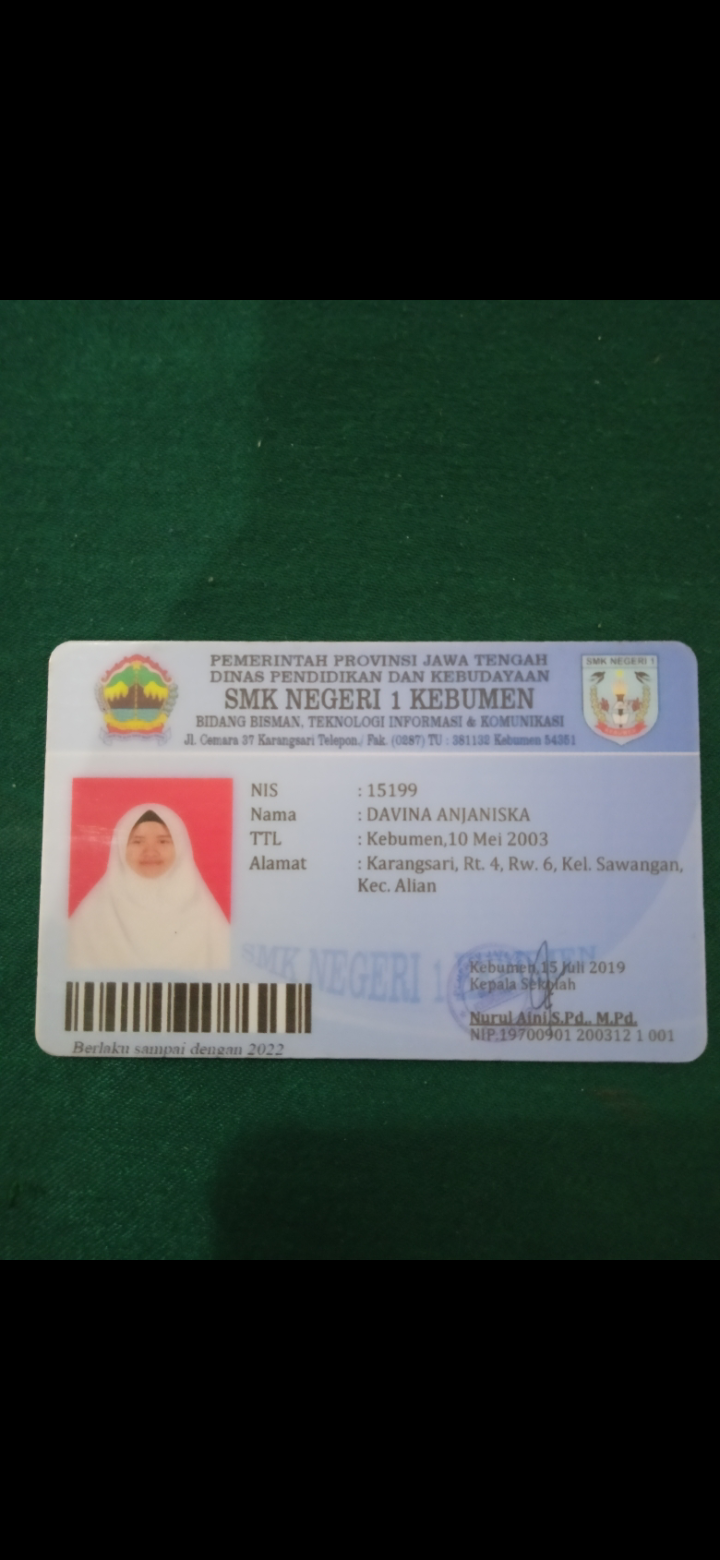 PEMERINTAH PROVINSI JAWA TENGAH
DINAS PENDIDIKAN DAN KEBUDAYAAN
SMK NEGERI 1 KEBUMEN
BIDANG BISMAN, TEKNOLOGI INFORMASI & KOMUNIKASI
Jl. Cemara 37 Karangsari Telepon./ Fak. (0287) TU : 381132 Kebumen 54351
SMK NEGERI 1
NIS : 15199
Nama : DAVINA ANJANISKA
TTL : Kebumen,10 Mei 2003
Alamat : Karangsari, Rt. 4, Rw. 6, Kel. Sawangan,
Kec. Alian
SMK NEGERI 1 KEBUMEN
Kebumen,15 Juli 2019
Kepala Sekolah
Nurul Aini,S.Pd., M.Pd.
NIP.19700901 200312 1 001
Berlaku sampai dengan 2022